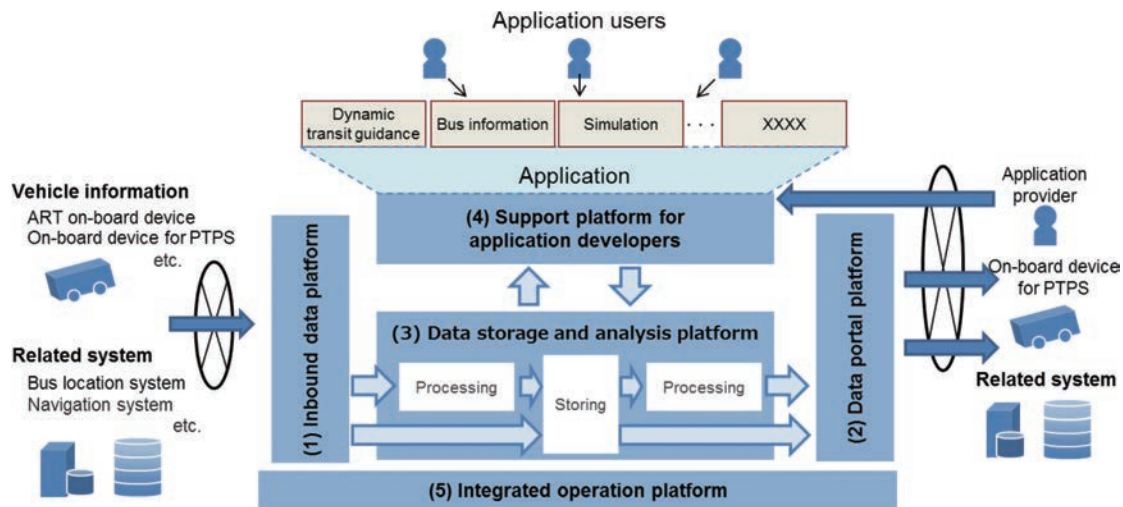 Application users
Dynamic
transit guidance
Bus information
Simulation
· · ·
XXXX
Application
Vehicle information
ART on-board device
On-board device for PTPS
etc.
Related system
Bus location system
Navigation system
etc.
(1) Inbound data platform
(4) Support platform for
application developers
(3) Data storage and analysis platform
Processing
Storing
Processing
(2) Data portal platform
Application
provider
On-board device
for PTPS
Related system
(5) Integrated operation platform